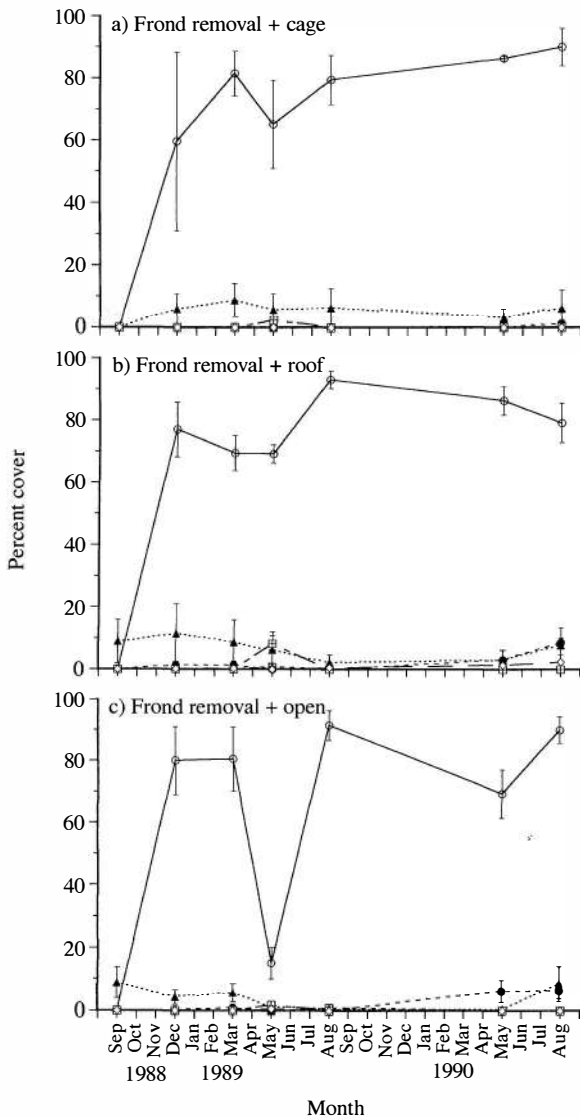 a) Frond removal + cage
100
80
60
40
20
0
b) Frond removal + roof
100
80
60
40
20
0
Percent cover
c) Frond removal + open
100
80
60
40
20
0
Sep Oct Nov Dec Jan Feb Mar Apr May Jun Jul Aug Sep Oct Nov Dec Jan Feb Mar Apr May Jun Jul Aug
1988 1989 1990
Month